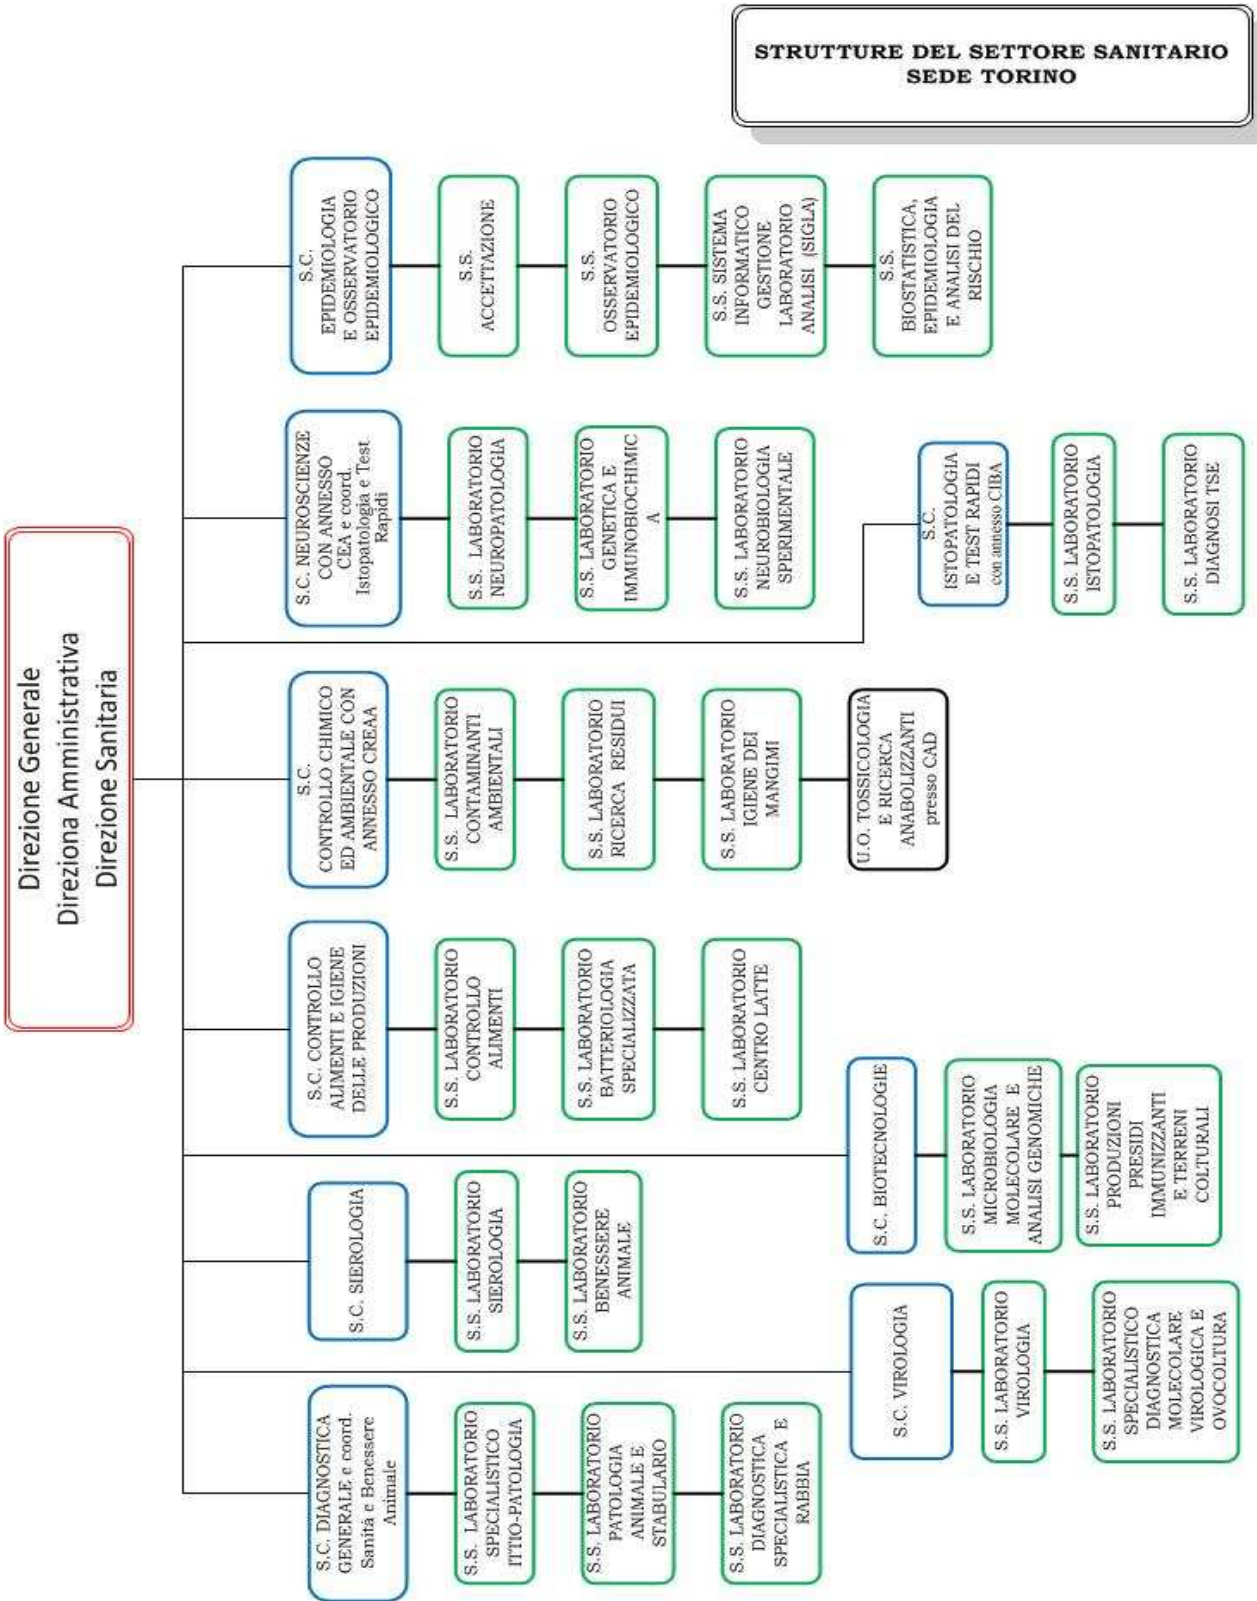 STRUTTURE DEL SETTORE SANITARIO
SEDE TORINO
Direzione Generale
Direziona Amministrativa
Direzione Sanitaria
S.C. DIAGNOSTICA
GENERALE e coord.
Sanità e Benessere
Animale
S.S. LABORATORIO
SPECIALISTICO
ITTIO-PATOLOGIA
S.S. LABORATORIO
PATOLOGIA
ANIMALE E
STABULARIO
S.S. LABORATORIO
DIAGNOSTICA
SPECIALISTICA E
RABBIA
S.C. VIROLOGIA
S.S. LABORATORIO
VIROLOGIA
S.S. LABORATORIO
SPECIALISTICO
DIAGNOSTICA
MOLECOLARE
VIROLOGICA E
OVOCOLTURA
S.C. SIEROLOGIA
S.S. LABORATORIO
SIEROLOGIA
S.S. LABORATORIO
BENESSERE
ANIMALE
S.C. BIOTECNOLOGIE
S.S. LABORATORIO
MICROBIOLOGIA
MOLECOLARE E
ANALISI GENOMICHE
S.S. LABORATORIO
PRODUZIONI
PRESIDI
IMMUNIZZANTI
E TERRENI
COLTURALI
S.C. CONTROLLO
ALIMENTI E IGIENE
DELLE PRODUZIONI
S.S. LABORATORIO
CONTROLLO
ALIMENTI
S.S. LABORATORIO
BATTERIOLOGIA
SPECIALIZZATA
S.S. LABORATORIO
CENTRO LATTE
S.C.
CONTROLLO CHIMICO
ED AMBIENTALE CON
ANNESSO CREAA
S.S. LABORATORIO
CONTAMINANTI
AMBIENTALI
S.S. LABORATORIO
RICERCA RESIDUI
S.S. LABORATORIO
IGIENE DEI
MANGIMI
U.O. TOSSICOLOGIA
E RICERCA
ANABOLIZZANTI
presso CAD
S.C. NEUROSCIENZE
CON ANNESSO
CEA e coord.
Istopatologia e Test
Rapidi
S.S. LABORATORIO
NEUROPATOLOGIA
S.S. LABORATORIO
GENETICA E
IMMUNOBIOCHIMIC
A
S.S. LABORATORIO
NEUROBIOLOGIA
SPERIMENTALE
S.C.
ISTOPATOLOGIA
E TEST RAPIDI
con annesso CIBA
S.S. LABORATORIO
ISTOPATOLOGIA
S.S. LABORATORIO
DIAGNOSI TSE
S.C.
EPIDEMIOLOGIA
E OSSERVATORIO
EPIDEMIOLOGICO
S.S.
ACCETTAZIONE
S.S.
OSSERVATORIO
EPIDEMIOLOGICO
S.S. SISTEMA
INFORMATICO
GESTIONE
LABORATORIO
ANALISI (SIGLA)
S.S.
BIOSTATISTICA,
EPIDEMIOLOGIA
E ANALISI DEL
RISCHIO